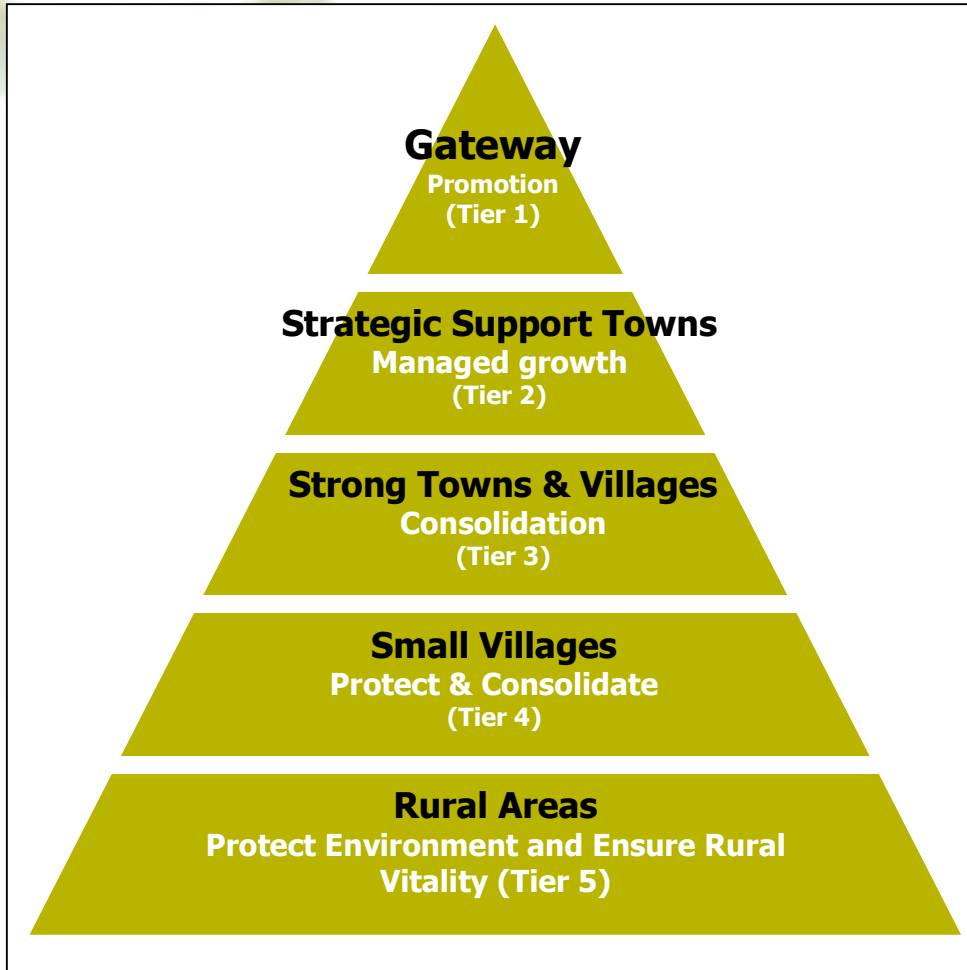 Gateway
Promotion
(Tier 1)
Strategic Support Towns
Managed growth
(Tier 2)
Strong Towns & Villages
Consolidation
(Tier 3)
Small Villages
Protect & Consolidate
(Tier 4)
Rural Areas
Protect Environment and Ensure Rural
Vitality (Tier 5)